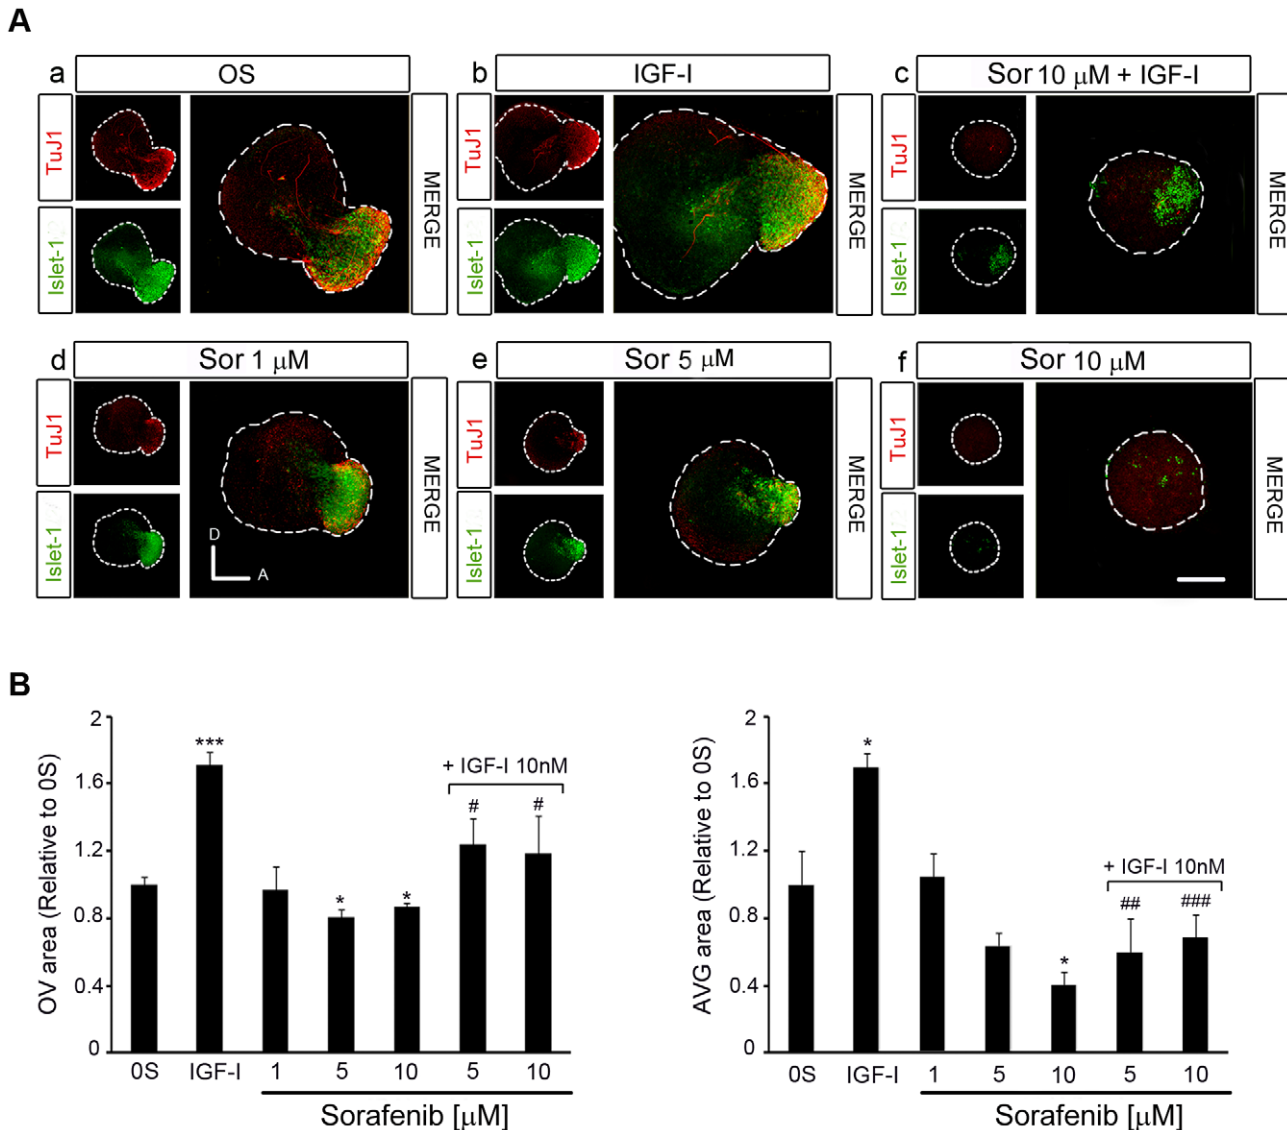 A
a
OS
TuJ1
Islet-1
MERGE
b
IGF-I
TuJ1
Islet-1
MERGE
c
Sor 10 μM + IGF-I
TuJ1
Islet-1
MERGE
d
Sor 1 μM
TuJ1
Islet-1
D
A
MERGE
e
Sor 5 μM
TuJ1
Islet-1
MERGE
f
Sor 10 μM
TuJ1
Islet-1
MERGE
B
OV area (Relative to 0S)
2
1.6
1.2
0.8
0.4
0
***
*
*
+ IGF-I 10nM
#
#
0S IGF-I 1 5 10 5 10
Sorafenib [μM]
AVG area (Relative to 0S)
2
1.6
1.2
0.8
0.4
0
*
*
+ IGF-I 10nM
##
###
0S IGF-I 1 5 10 5 10
Sorafenib [μM]